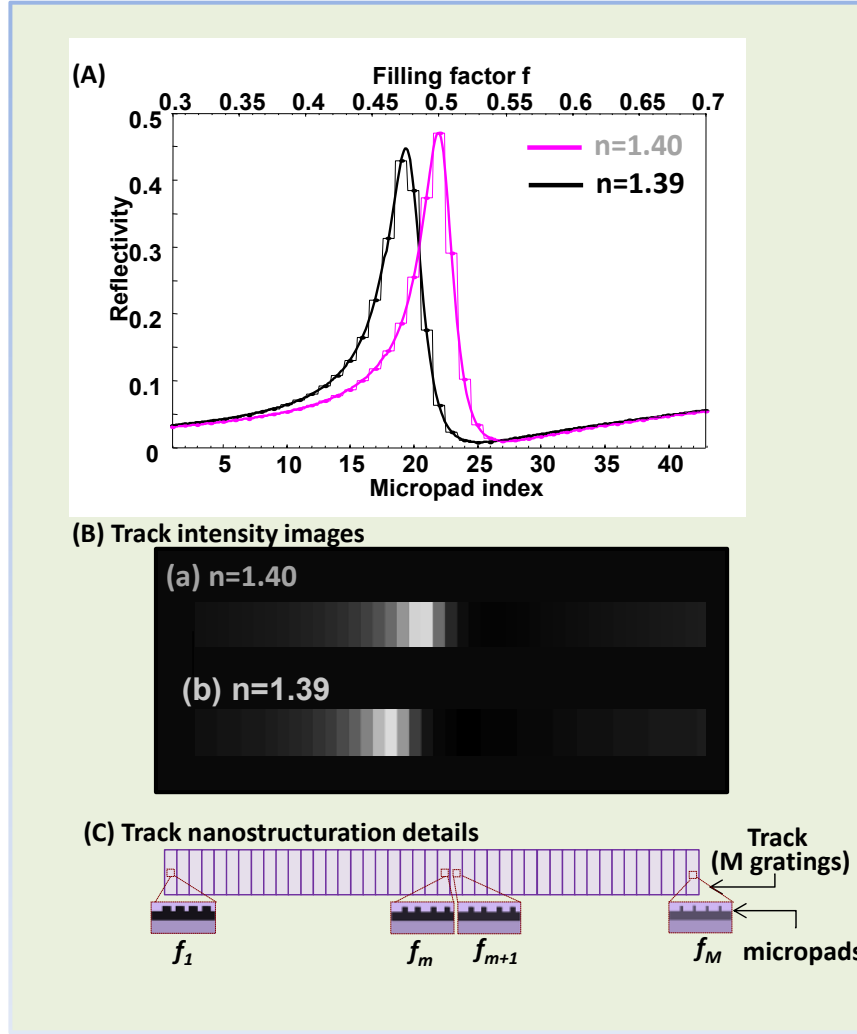 (A)
Filling factor f
0.3 0.35 0.4 0.45 0.5 0.55 0.6 0.65 0.7
0.5
0.4
0.3
0.2
0.1
0
Reflectivity
n=1.40
n=1.39
5 10 15 20 25 30 35 40
Micropad index
(B) Track intensity images
(a) n=1.40
(b) n=1.39
(C) Track nanostructuration details
Track
(M gratings)
micropads
f1 fm fm+1 fM